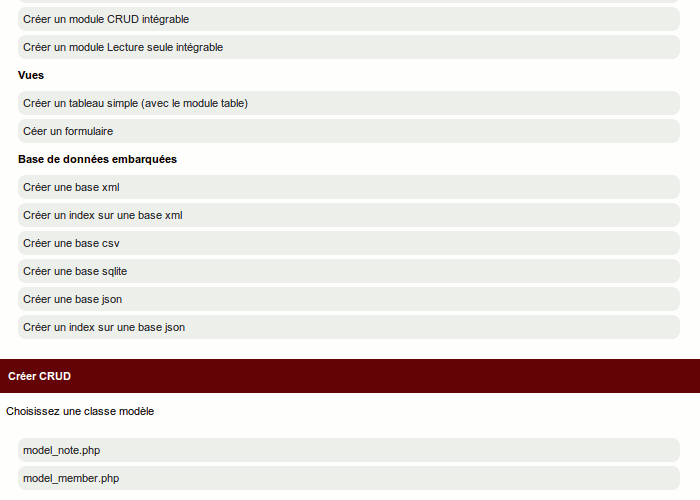 Créer un module CRUD intégrable
Créer un module Lecture seule intégrable
Vues
Créer un tableau simple (avec le module table)
Céer un formulaire
Base de données embarquées
Créer une base xml
Créer un index sur une base xml
Créer une base csv
Créer une base sqlite
Créer une base json
Créer un index sur une base json
Créer CRUD
Choisissez une classe modèle
model_note.php
model_member.php